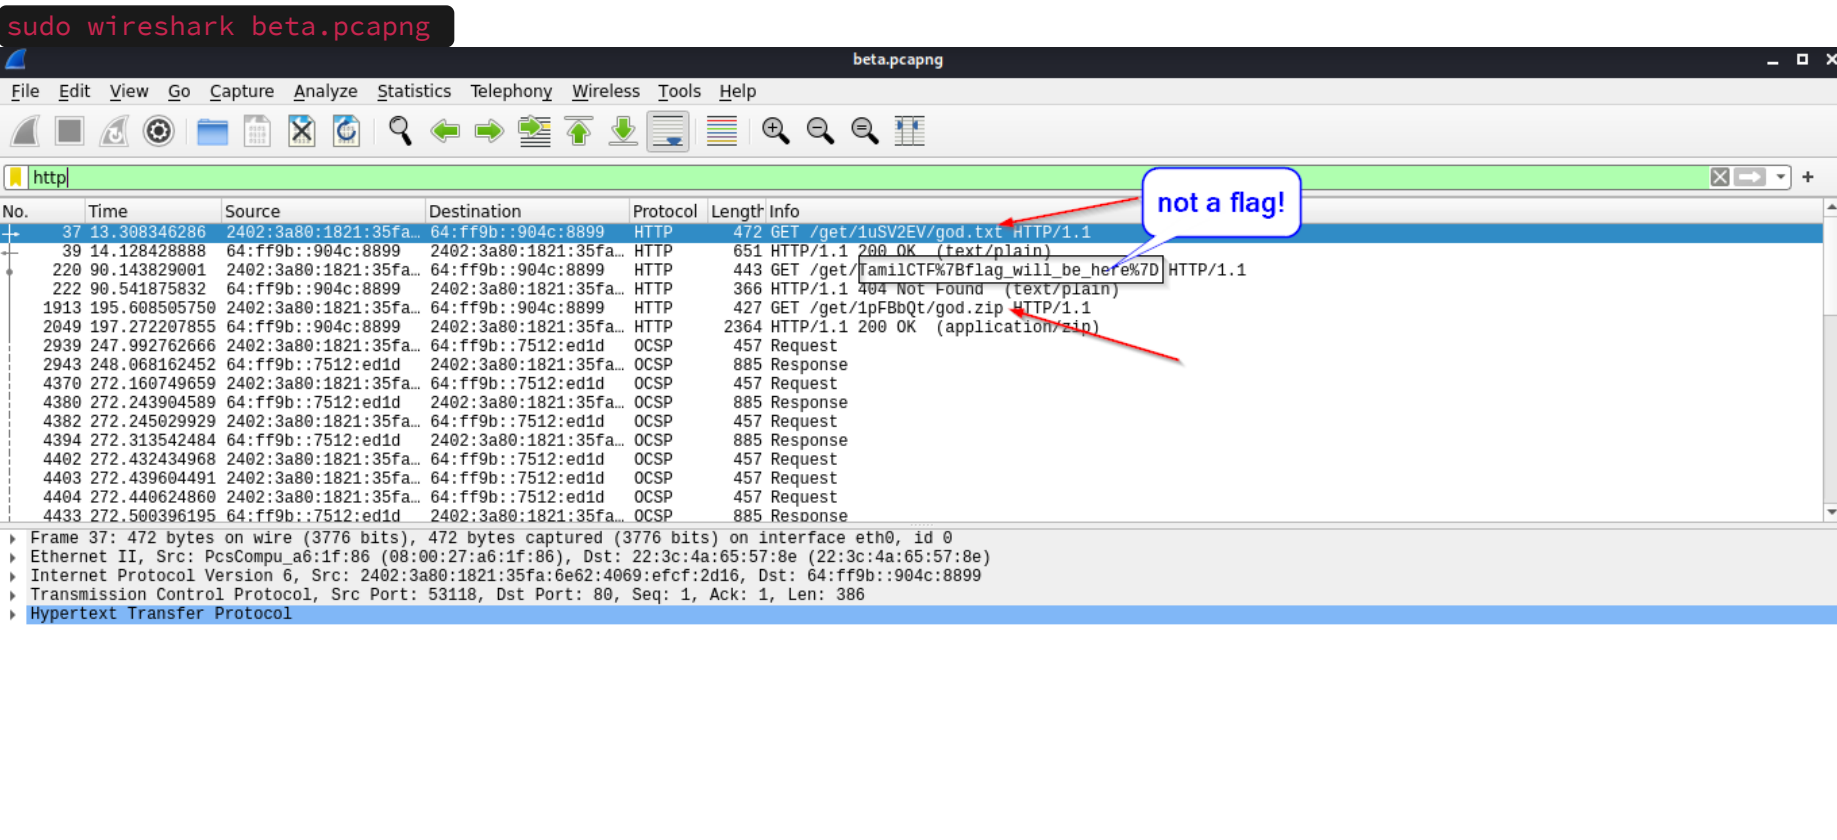 sudo wireshark beta.pcapng
beta.pcapng
File Edit View Go Capture Analyze Statistics Telephony Wireless Tools Help
http
not a flag!
No. Time Source Destination Protocol Length Info
37 13.308346286 2402:3a80:1821:35fa… 64:ff9b::904c:8899 HTTP 472 GET /get/1uSV2EV/god.txt HTTP/1.1
39 14.128428888 64:ff9b::904c:8899 2402:3a80:1821:35fa… HTTP 651 HTTP/1.1 200 OK (text/plain)
220 90.143829001 2402:3a80:1821:35fa… 64:ff9b::904c:8899 HTTP 443 GET /get/TamilCTF%7Bflag_will_be_here%7D HTTP/1.1
222 90.541875832 64:ff9b::904c:8899 2402:3a80:1821:35fa… HTTP 366 HTTP/1.1 404 Not Found (text/plain)
1913 195.608505750 2402:3a80:1821:35fa… 64:ff9b::904c:8899 HTTP 427 GET /get/1pFBbQt/god.zip HTTP/1.1
2049 197.272207855 64:ff9b::904c:8899 2402:3a80:1821:35fa… HTTP 2364 HTTP/1.1 200 OK (application/zip)
2939 247.992762666 2402:3a80:1821:35fa… 64:ff9b::7512:ed1d OCSP 457 Request
2943 248.068162452 64:ff9b::7512:ed1d 2402:3a80:1821:35fa… OCSP 885 Response
4370 272.160749659 2402:3a80:1821:35fa… 64:ff9b::7512:ed1d OCSP 457 Request
4380 272.243904589 64:ff9b::7512:ed1d 2402:3a80:1821:35fa… OCSP 885 Response
4382 272.245029929 2402:3a80:1821:35fa… 64:ff9b::7512:ed1d OCSP 457 Request
4394 272.313542484 64:ff9b::7512:ed1d 2402:3a80:1821:35fa… OCSP 885 Response
4402 272.432434968 2402:3a80:1821:35fa… 64:ff9b::7512:ed1d OCSP 457 Request
4403 272.439604491 2402:3a80:1821:35fa… 64:ff9b::7512:ed1d OCSP 457 Request
4404 272.440624860 2402:3a80:1821:35fa… 64:ff9b::7512:ed1d OCSP 457 Request
4433 272.500396195 64:ff9b::7512:ed1d 2402:3a80:1821:35fa… OCSP 885 Response
Frame 37: 472 bytes on wire (3776 bits), 472 bytes captured (3776 bits) on interface eth0, id 0
Ethernet II, Src: PcsCompu_a6:1f:86 (08:00:27:a6:1f:86), Dst: 22:3c:4a:65:57:8e (22:3c:4a:65:57:8e)
Internet Protocol Version 6, Src: 2402:3a80:1821:35fa:6e62:4069:efcf:2d16, Dst: 64:ff9b::904c:8899
Transmission Control Protocol, Src Port: 53118, Dst Port: 80, Seq: 1, Ack: 1, Len: 386
Hypertext Transfer Protocol